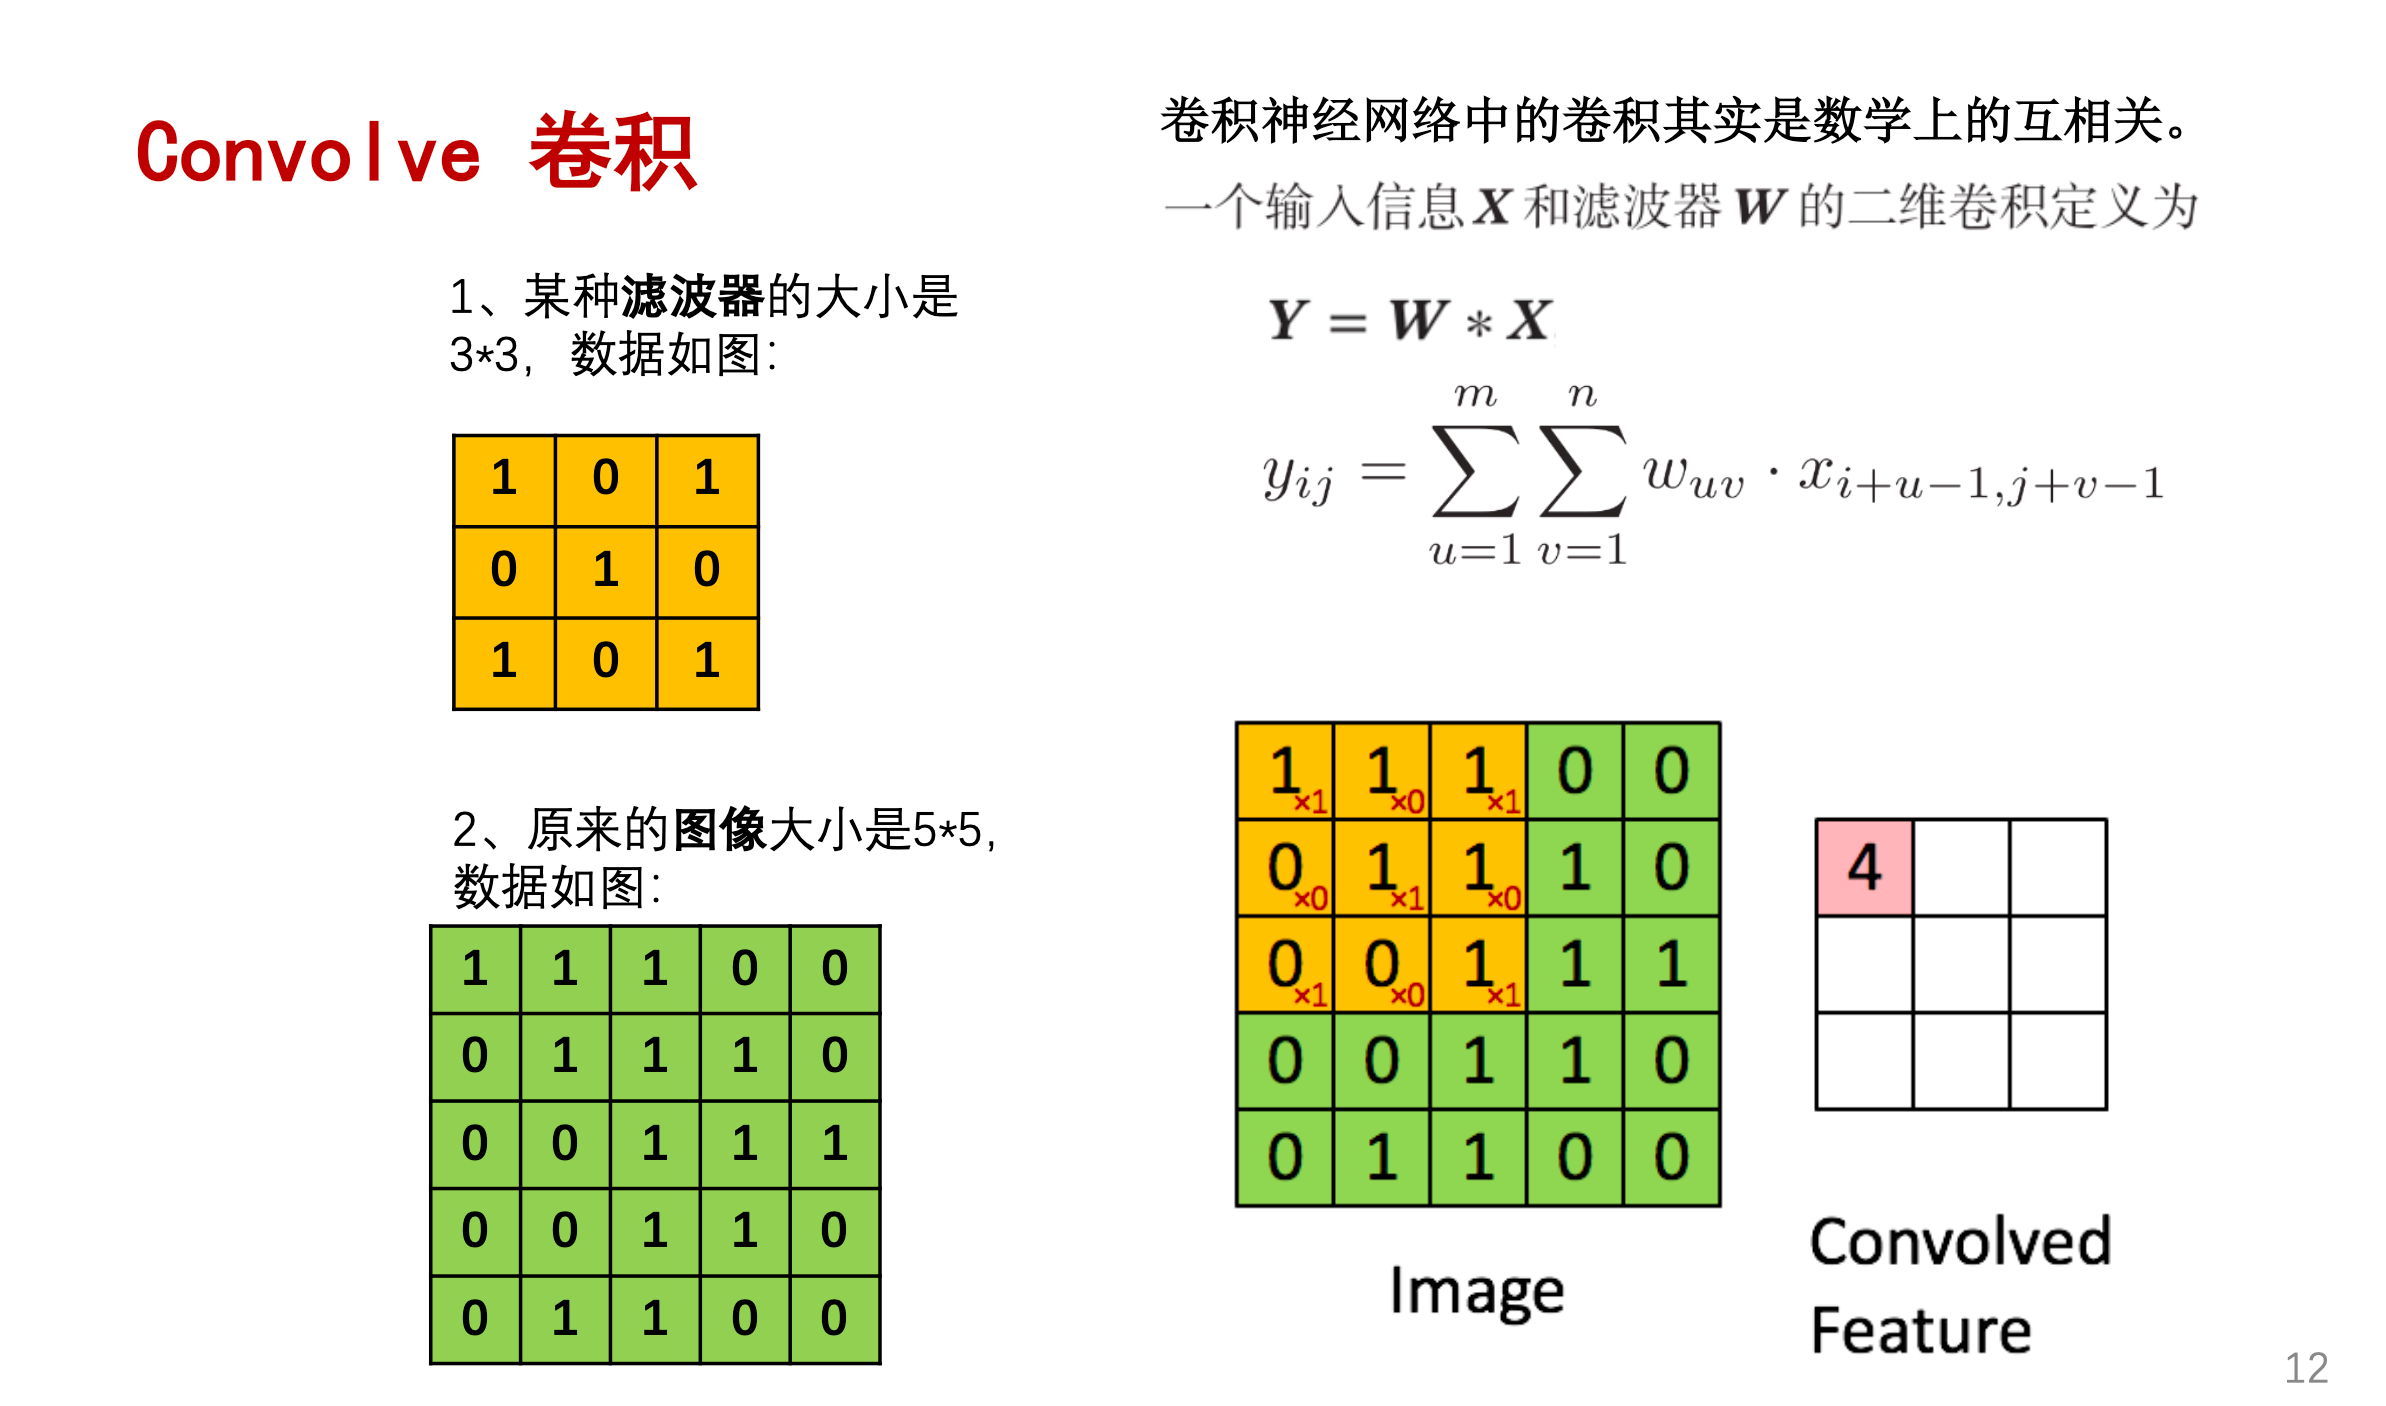 Convolve 卷积
1、某种滤波器的大小是
3*3，数据如图：
1 0 1
0 1 0
1 0 1
2、原来的图像大小是5*5，
数据如图：
1 1 1 0 0
0 1 1 1 0
0 0 1 1 1
0 0 1 1 0
0 1 1 0 0
卷积神经网络中的卷积其实是数学上的互相关。
一个输入信息 X 和滤波器 W 的二维卷积定义为
Y = W * X
y_{ij} = \sum_{u=1}^{m} \sum_{v=1}^{n} w_{uv} · x_{i+u−1,j+v−1}
1×1 1×0 1×1 0 0
0×0 1×1 1×0 1 0
0×1 0×0 1×1 1 1
0 0 1 1 0
0 1 1 0 0
Image
4
Convolved
Feature
12